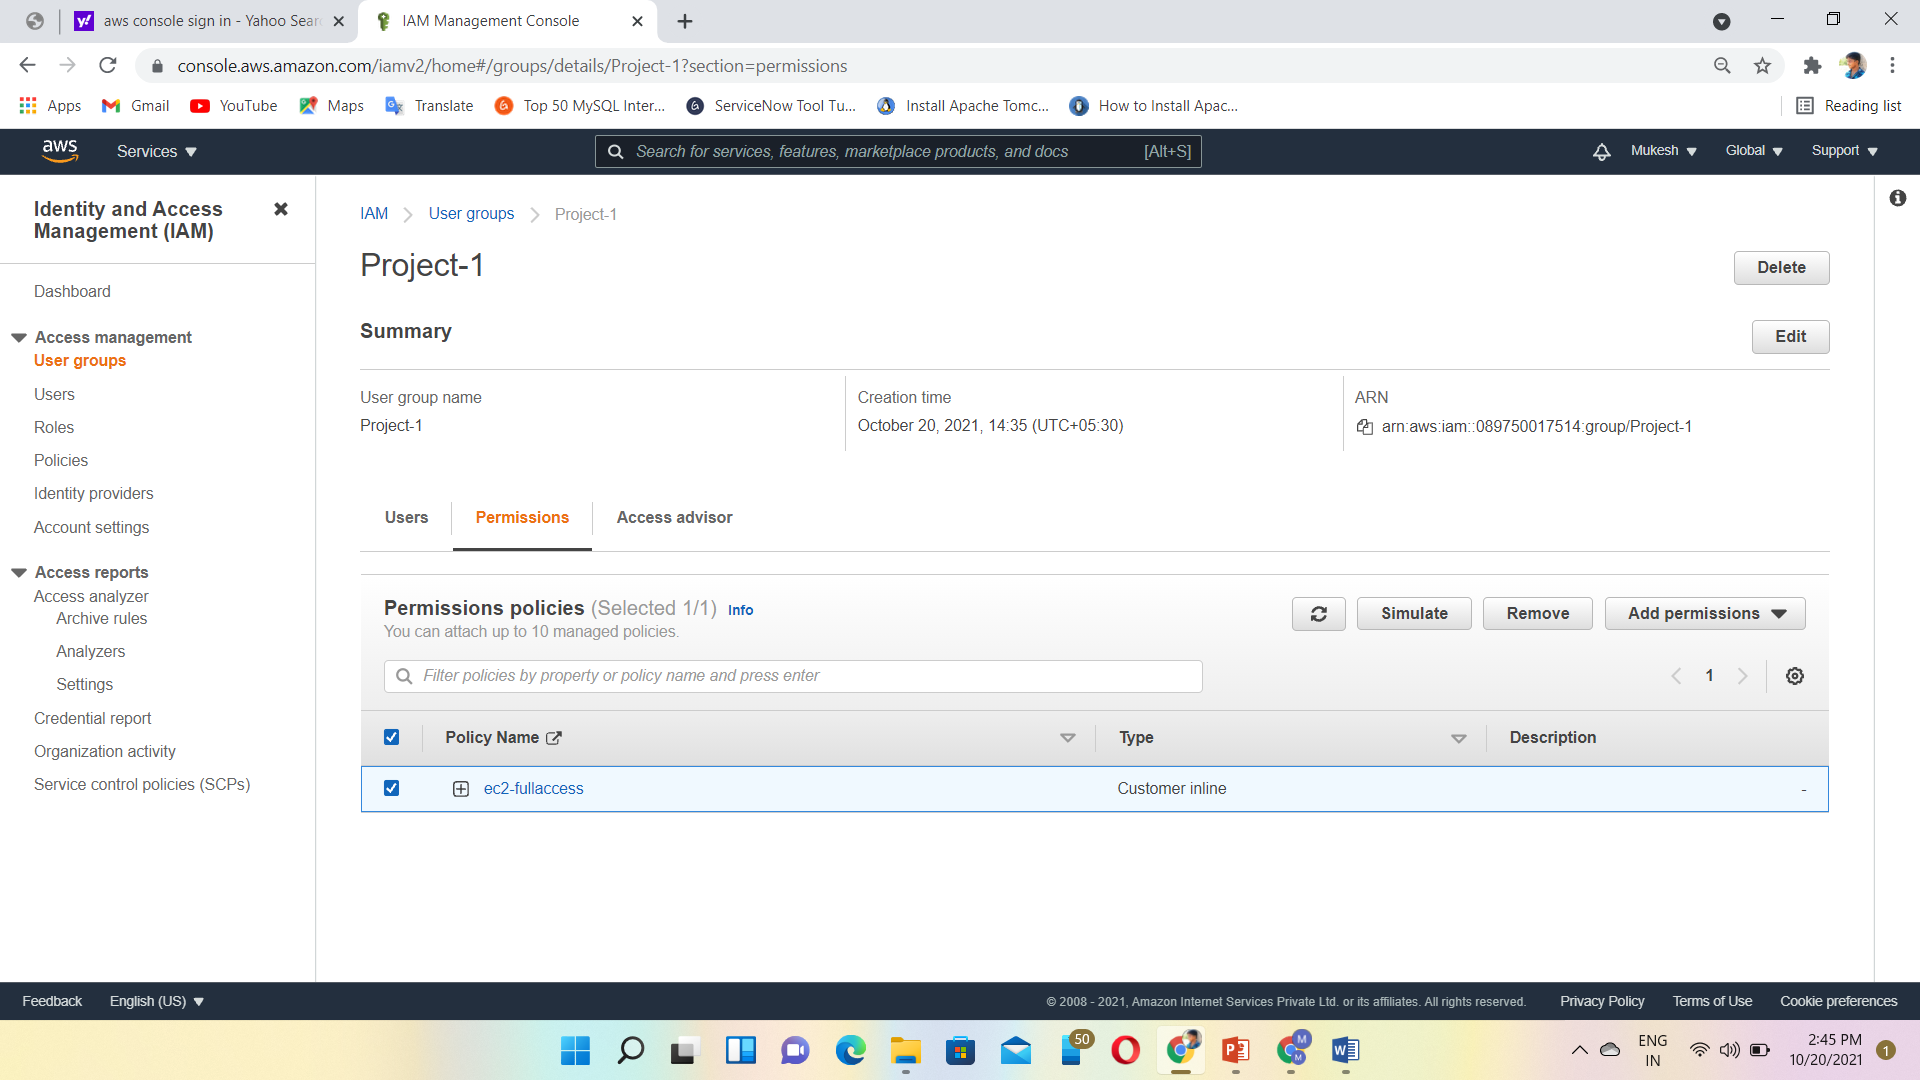 aws console sign in - Yahoo Sear
IAM Management Console
console.aws.amazon.com/iamv2/home#/groups/details/Project-1?section=permissions
Apps
Gmail
YouTube
Maps
Translate
Top 50 MySQL Inter...
ServiceNow Tool Tu...
Install Apache Tomc...
How to Install Apac...
Reading list
aws
Services
Search for services, features, marketplace products, and docs
[Alt+S]
Mukesh
Global
Support
Identity and Access
Management (IAM)
Dashboard
Access management
User groups
Users
Roles
Policies
Identity providers
Account settings
Access reports
Access analyzer
Archive rules
Analyzers
Settings
Credential report
Organization activity
Service control policies (SCPs)
IAM
User groups
Project-1
Project-1
Delete
Summary
Edit
User group name
Project-1
Creation time
October 20, 2021, 14:35 (UTC+05:30)
ARN
arn:aws:iam::089750017514:group/Project-1
Users
Permissions
Access advisor
Permissions policies (Selected 1/1) Info
You can attach up to 10 managed policies.
Simulate
Remove
Add permissions
Filter policies by property or policy name and press enter
1
Policy Name
Type
Description
ec2-fullaccess
Customer inline
-
Feedback
English (US)
© 2008 - 2021, Amazon Internet Services Private Ltd. or its affiliates. All rights reserved.
Privacy Policy
Terms of Use
Cookie preferences
50
M
M
ENG
IN
2:45 PM
10/20/2021
1